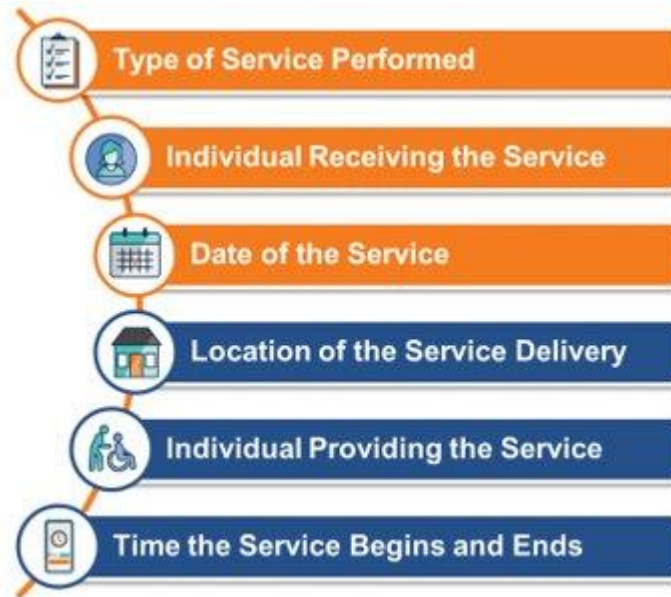 Type of Service Performed
Individual Receiving the Service
Date of the Service
Location of the Service Delivery
Individual Providing the Service
Time the Service Begins and Ends